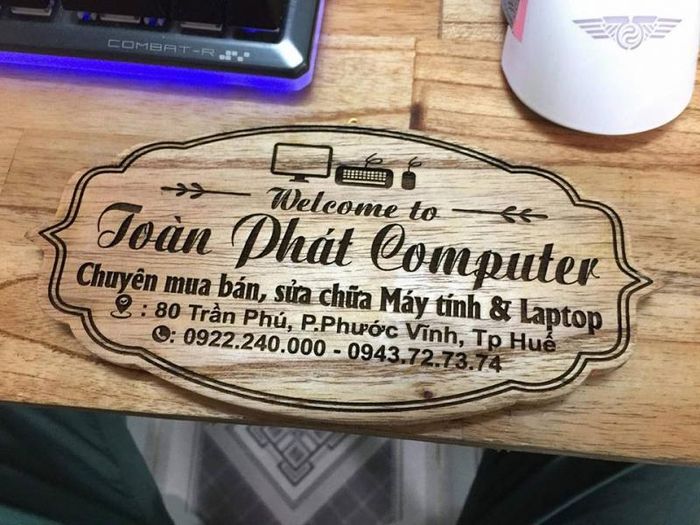 COMBAT-R
Welcome to
Toàn Phát Computer
Chuyên mua bán, sửa chữa Máy tính & Laptop
: 80 Trần Phú, P.Phước Vĩnh, Tp Huế
: 0922.240.000 - 0943.72.73.74